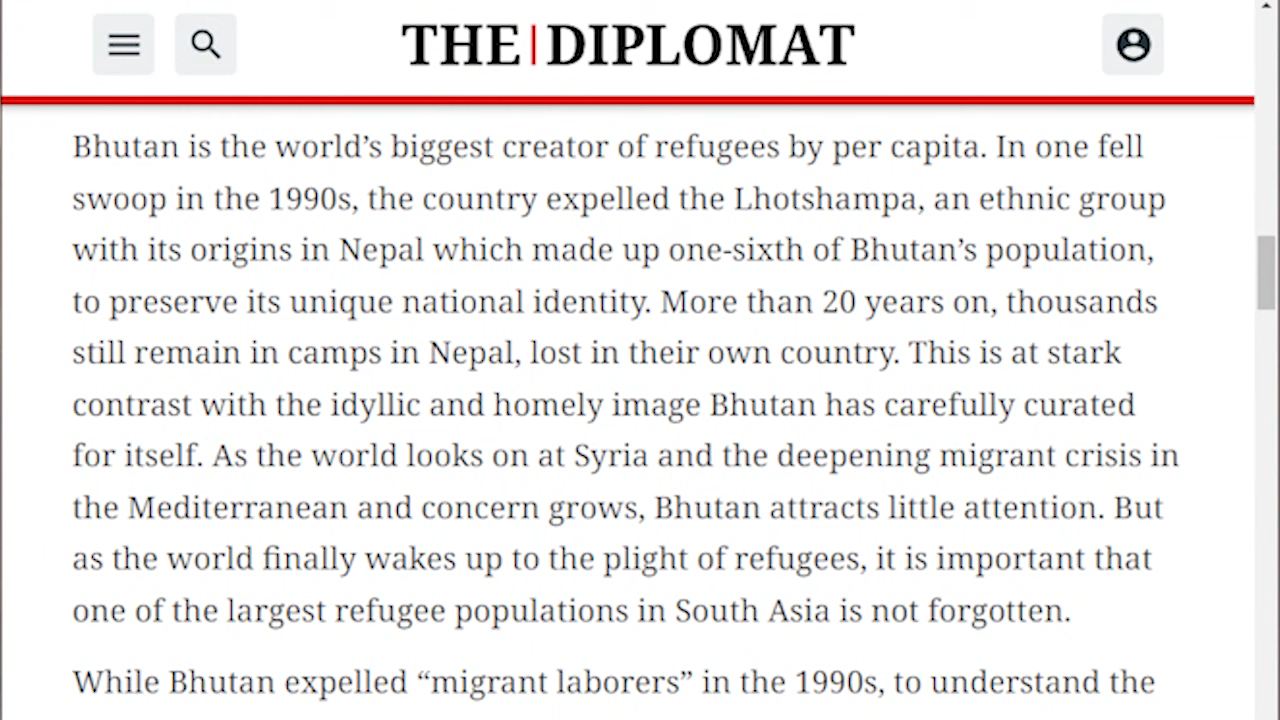 THE|DIPLOMAT
Bhutan is the world’s biggest creator of refugees by per capita. In one fell
swoop in the 1990s, the country expelled the Lhotshampa, an ethnic group
with its origins in Nepal which made up one-sixth of Bhutan’s population,
to preserve its unique national identity. More than 20 years on, thousands
still remain in camps in Nepal, lost in their own country. This is at stark
contrast with the idyllic and homely image Bhutan has carefully curated
for itself. As the world looks on at Syria and the deepening migrant crisis in
the Mediterranean and concern grows, Bhutan attracts little attention. But
as the world finally wakes up to the plight of refugees, it is important that
one of the largest refugee populations in South Asia is not forgotten.
While Bhutan expelled “migrant laborers” in the 1990s, to understand the